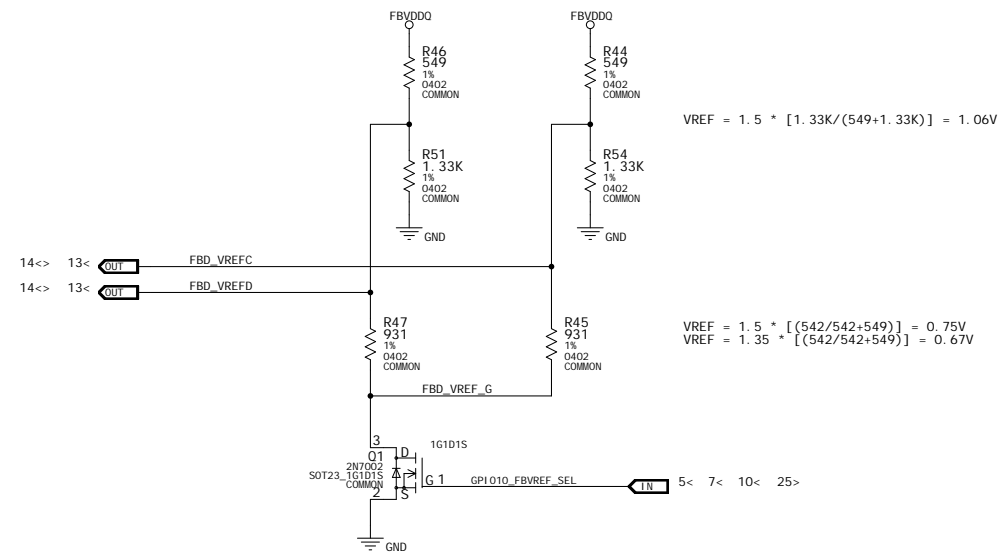 FBVDDQ
FBVDDQ
R46
549
1%
0402
COMMON
R44
549
1%
0402
COMMON
VREF = 1.5 * [1.33K/(549+1.33K)] = 1.06V
R51
1.33K
1%
0402
COMMON
R54
1.33K
1%
0402
COMMON
GND
GND
14<> 13< OUT FBD_VREFC
14<> 13< OUT FBD_VREFD
R47
931
1%
0402
COMMON
R45
931
1%
0402
COMMON
VREF = 1.5 * [(542/542+549)] = 0.75V
VREF = 1.35 * [(542/542+549)] = 0.67V
FBD_VREF_G
3
D
1G1D1S
Q1
2N7002
SOT23_1G1D1S
COMMON
G 1 GPIO10_FBVREF_SEL IN 5< 7< 10< 25>
2
S
GND